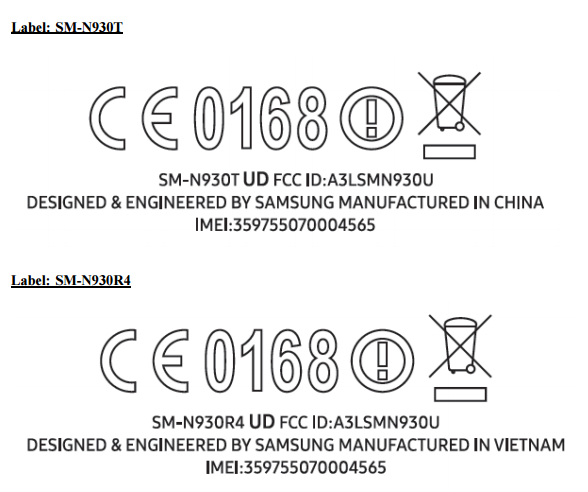 Label: SM-N930T
CE 0168
SM-N930T UD FCC ID:A3LSMN930U
DESIGNED & ENGINEERED BY SAMSUNG MANUFACTURED IN CHINA
IMEI:359755070004565
Label: SM-N930R4
CE 0168
SM-N930R4 UD FCC ID:A3LSMN930U
DESIGNED & ENGINEERED BY SAMSUNG MANUFACTURED IN VIETNAM
IMEI:359755070004565